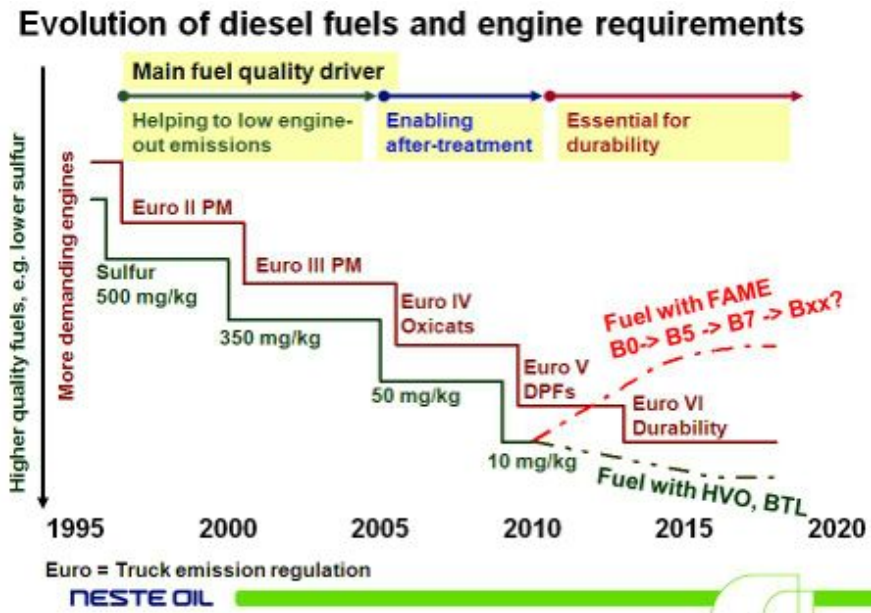 Evolution of diesel fuels and engine requirements
Main fuel quality driver
Helping to low engine-
out emissions
Enabling
after-treatment
Essential for
durability
Higher quality fuels, e.g. lower sulfur
More demanding engines
Euro II PM
Sulfur
500 mg/kg
Euro III PM
350 mg/kg
Euro IV
Oxicats
50 mg/kg
Euro V
DPFs
10 mg/kg
Fuel with FAME
B0-> B5 -> B7 -> Bxx?
Euro VI
Durability
Fuel with HVO, BTL
1995 2000 2005 2010 2015 2020
Euro = Truck emission regulation
NESTE OIL